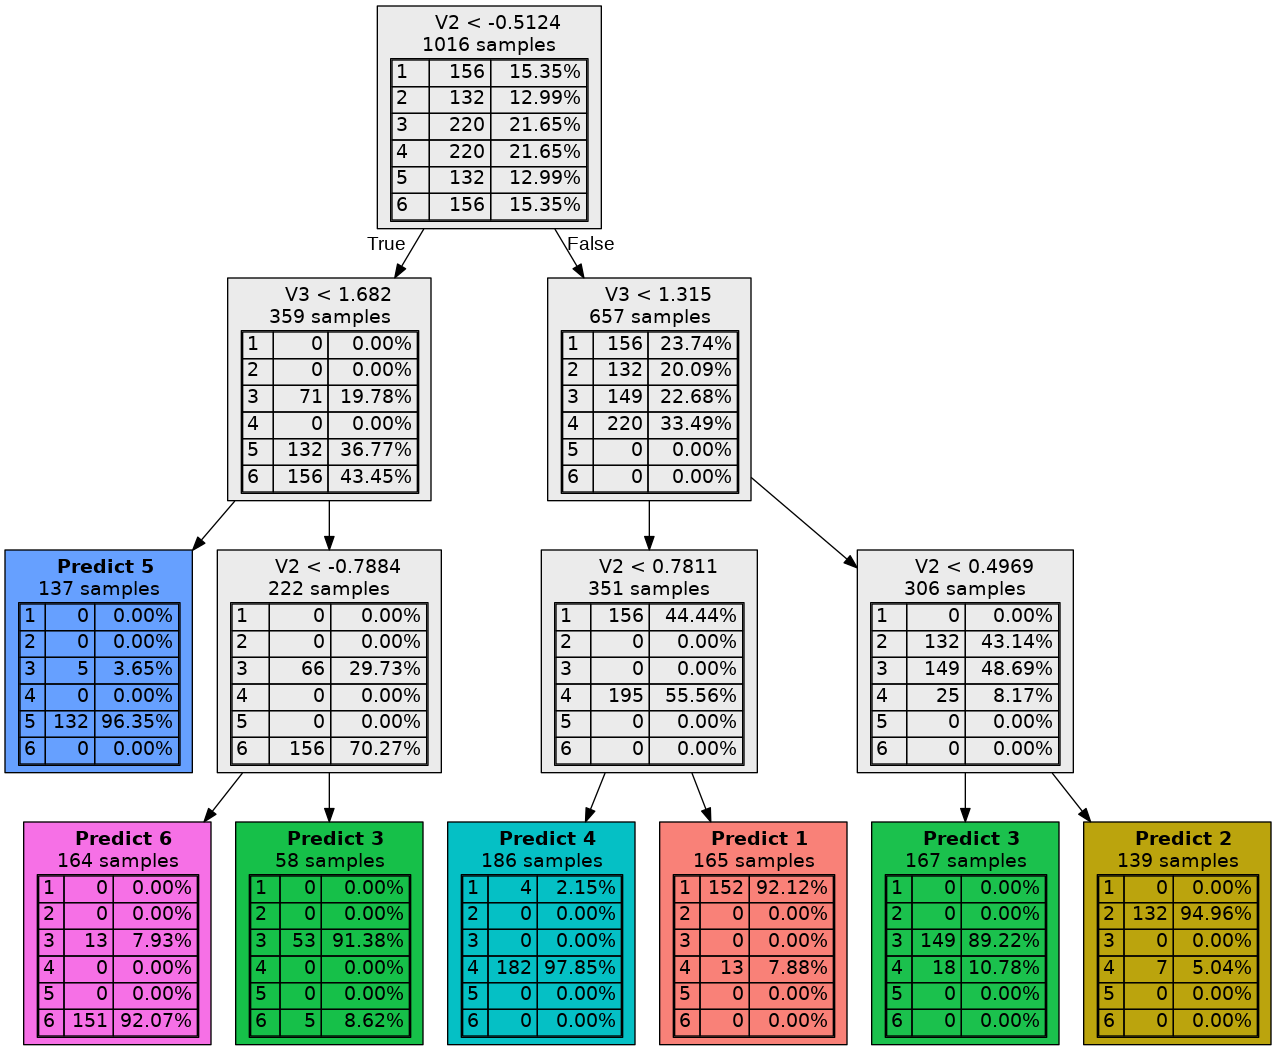 V2 < -0.5124
1016 samples
1 156 15.35%
2 132 12.99%
3 220 21.65%
4 220 21.65%
5 132 12.99%
6 156 15.35%
True
False
V3 < 1.682
359 samples
1 0 0.00%
2 0 0.00%
3 71 19.78%
4 0 0.00%
5 132 36.77%
6 156 43.45%
V3 < 1.315
657 samples
1 156 23.74%
2 132 20.09%
3 149 22.68%
4 220 33.49%
5 0 0.00%
6 0 0.00%
Predict 5
137 samples
1 0 0.00%
2 0 0.00%
3 5 3.65%
4 0 0.00%
5 132 96.35%
6 0 0.00%
V2 < -0.7884
222 samples
1 0 0.00%
2 0 0.00%
3 66 29.73%
4 0 0.00%
5 0 0.00%
6 156 70.27%
V2 < 0.7811
351 samples
1 156 44.44%
2 0 0.00%
3 0 0.00%
4 195 55.56%
5 0 0.00%
6 0 0.00%
V2 < 0.4969
306 samples
1 0 0.00%
2 132 43.14%
3 149 48.69%
4 25 8.17%
5 0 0.00%
6 0 0.00%
Predict 6
164 samples
1 0 0.00%
2 0 0.00%
3 13 7.93%
4 0 0.00%
5 0 0.00%
6 151 92.07%
Predict 3
58 samples
1 0 0.00%
2 0 0.00%
3 53 91.38%
4 0 0.00%
5 0 0.00%
6 5 8.62%
Predict 4
186 samples
1 4 2.15%
2 0 0.00%
3 0 0.00%
4 182 97.85%
5 0 0.00%
6 0 0.00%
Predict 1
165 samples
1 152 92.12%
2 0 0.00%
3 0 0.00%
4 13 7.88%
5 0 0.00%
6 0 0.00%
Predict 3
167 samples
1 0 0.00%
2 0 0.00%
3 149 89.22%
4 18 10.78%
5 0 0.00%
6 0 0.00%
Predict 2
139 samples
1 0 0.00%
2 132 94.96%
3 0 0.00%
4 7 5.04%
5 0 0.00%
6 0 0.00%